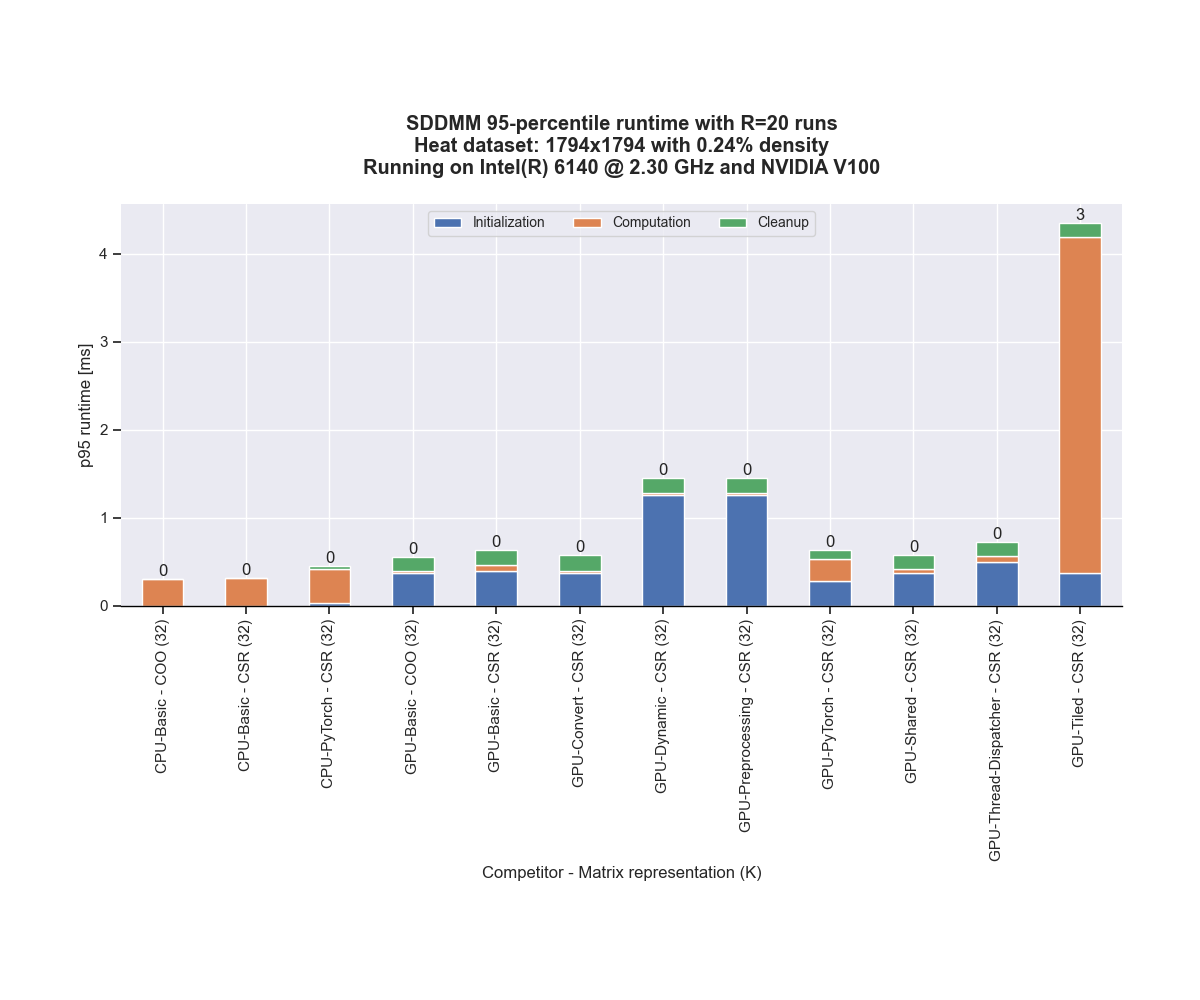 SDDMM 95-percentile runtime with R=20 runs
Heat dataset: 1794x1794 with 0.24% density
Running on Intel(R) 6140 @ 2.30 GHz and NVIDIA V100
Initialization Computation Cleanup
p95 runtime [ms]
4
3
2
1
0
0
0
0
0
0
0
0
0
0
0
0
3
CPU-Basic - COO (32)
CPU-Basic - CSR (32)
CPU-PyTorch - CSR (32)
GPU-Basic - COO (32)
GPU-Basic - CSR (32)
GPU-Convert - CSR (32)
GPU-Dynamic - CSR (32)
GPU-Preprocessing - CSR (32)
GPU-PyTorch - CSR (32)
GPU-Shared - CSR (32)
GPU-Thread-Dispatcher - CSR (32)
GPU-Tiled - CSR (32)
Competitor - Matrix representation (K)